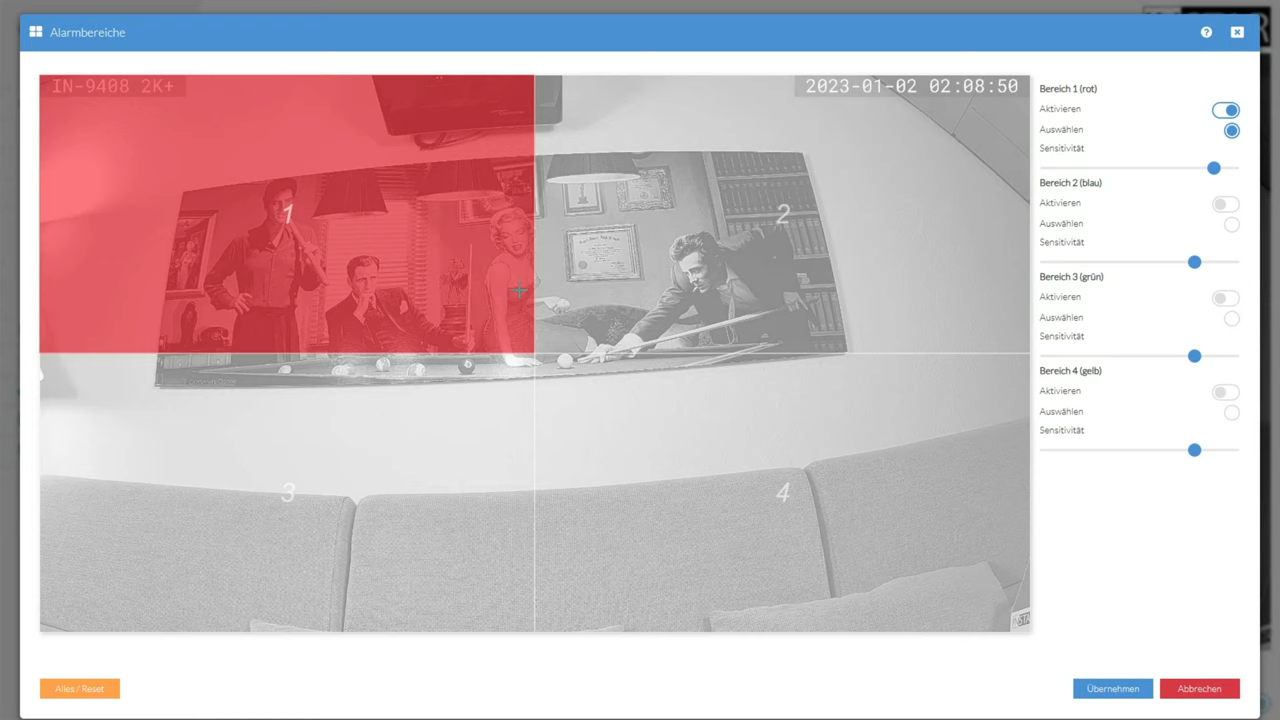 Alarmbereiche
IN-9408 2K+
2023-01-02 02:08:50
1
2
3
4
Bereich 1 (rot)
Aktivieren
Auswählen
Sensitivität
Bereich 2 (blau)
Aktivieren
Auswählen
Sensitivität
Bereich 3 (grün)
Aktivieren
Auswählen
Sensitivität
Bereich 4 (gelb)
Aktivieren
Auswählen
Sensitivität
Alles / Reset
Übernehmen
Abbrechen